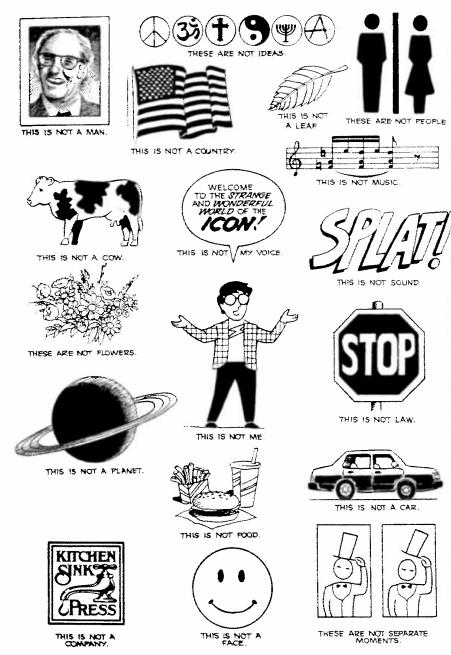 THESE ARE NOT IDEAS.
THIS IS NOT A MAN.
THIS IS NOT A COUNTRY.
THIS IS NOT
A LEAF
THESE ARE NOT PEOPLE
THIS IS NOT MUSIC.
THIS IS NOT A COW.
WELCOME
TO THE STRANGE
AND WONDERFUL
WORLD OF THE
ICON!
THIS IS NOT MY VOICE.
SPLAT!
THIS IS NOT SOUND
THESE ARE NOT FLOWERS.
THIS IS NOT ME.
STOP
THIS IS NOT LAW.
THIS IS NOT A PLANET.
THIS IS NOT FOOD.
THIS IS NOT A CAR.
KITCHEN
SINK
PRESS
THIS IS NOT A
COMPANY.
THIS IS NOT A
FACE.
THESE ARE NOT SEPARATE
MOMENTS.